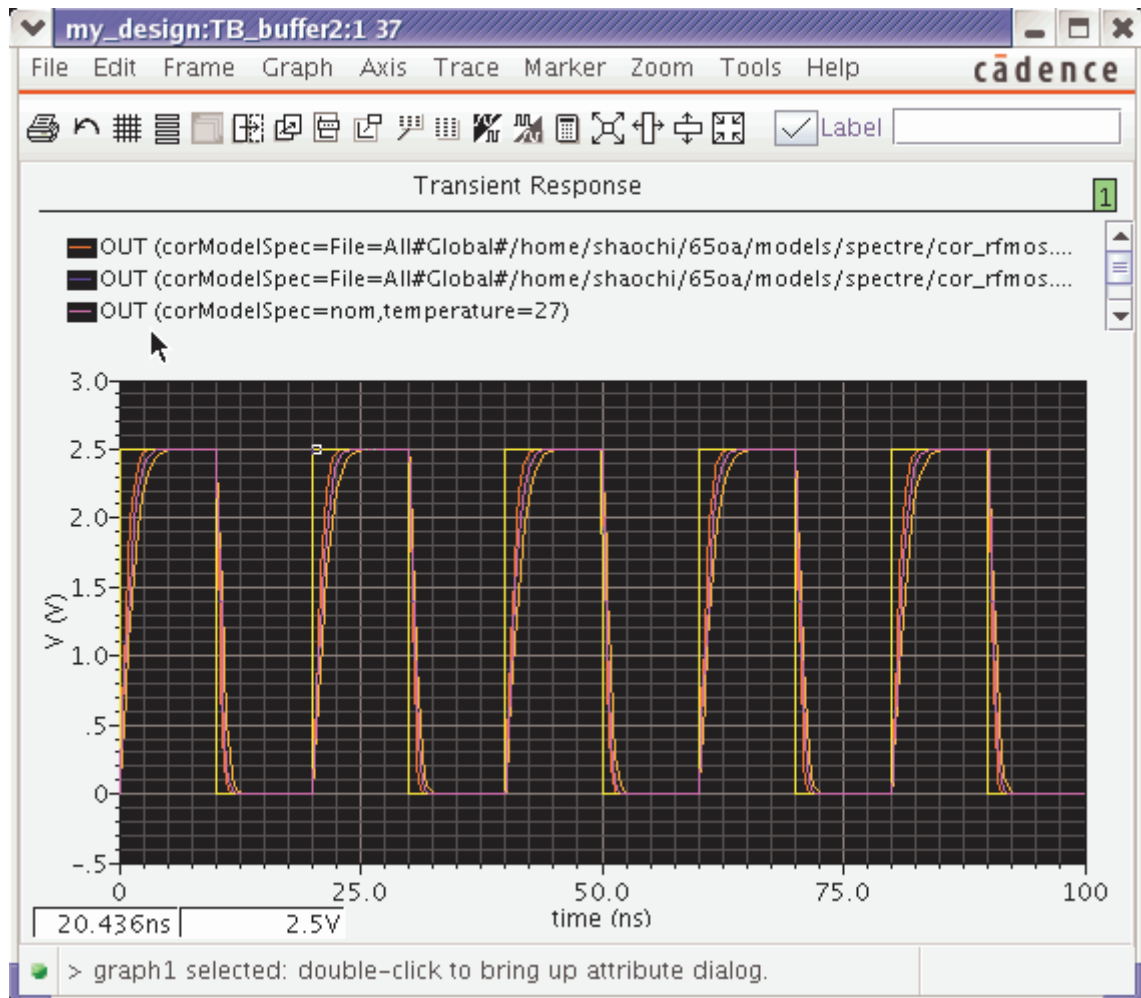 my_design:TB_buffer2:1 37
File Edit Frame Graph Axis Trace Marker Zoom Tools Help cādence
Label
Transient Response
1
OUT (corModelSpec=File=All#Global#/home/shaochi/65oa/models/spectre/cor_rfmos....
OUT (corModelSpec=File=All#Global#/home/shaochi/65oa/models/spectre/cor_rfmos....
OUT (corModelSpec=nom,temperature=27)
3.0
2.5
2.0
1.5
V (V)
1.0
.5
0
-.5
0 25.0 50.0 75.0 100
time (ns)
20.436ns 2.5V
> graph1 selected: double-click to bring up attribute dialog.